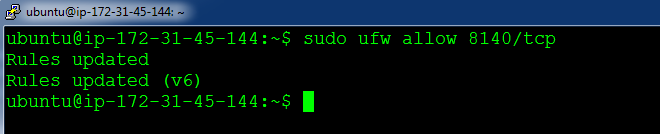 ubuntu@ip-172-31-45-144: ~
ubuntu@ip-172-31-45-144:~$ sudo ufw allow 8140/tcp
Rules updated
Rules updated (v6)
ubuntu@ip-172-31-45-144:~$